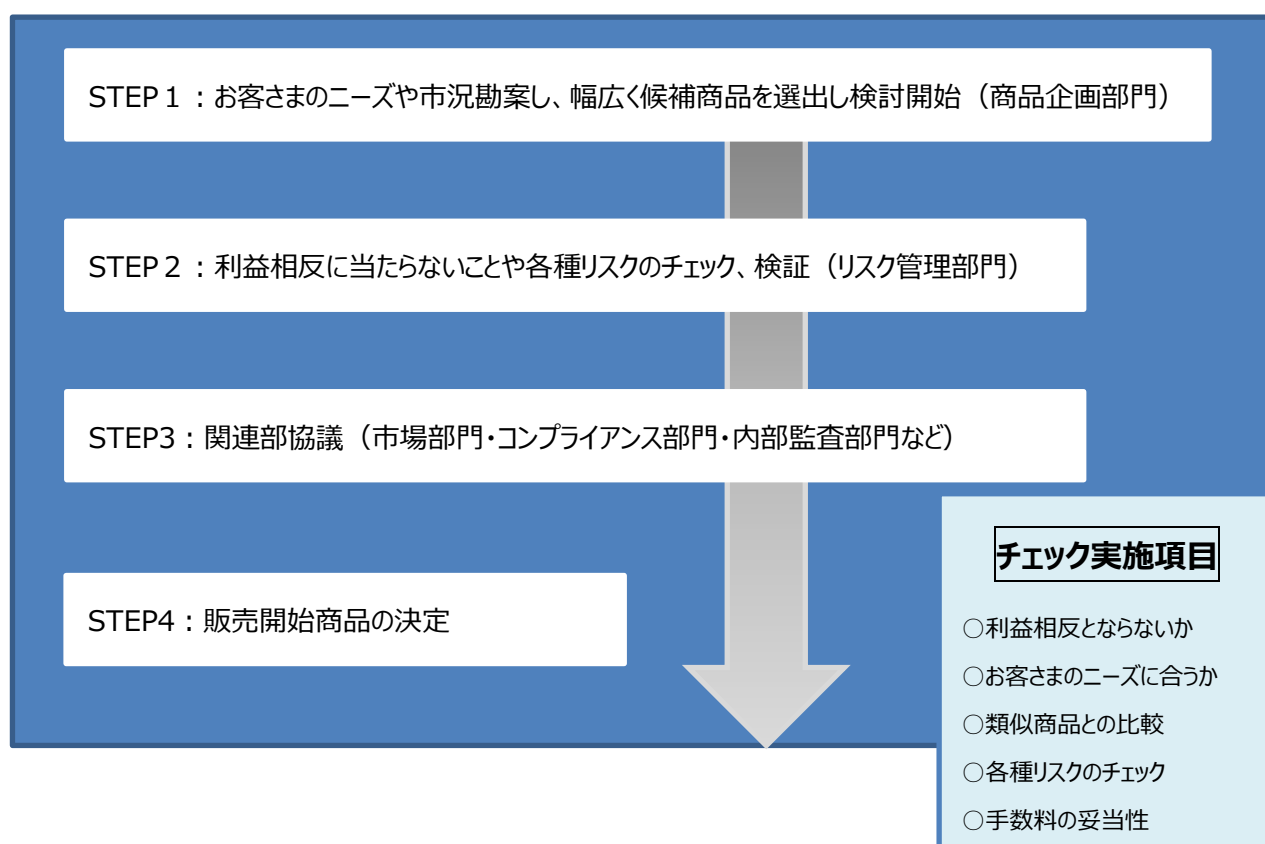 STEP１：お客さまのニーズや市況勘案し、幅広く候補商品を選出し検討開始（商品企画部門）
STEP２：利益相反に当たらないことや各種リスクのチェック、検証（リスク管理部門）
STEP3：関連部協議（市場部門・コンプライアンス部門・内部監査部門など）
STEP4：販売開始商品の決定
チェック実施項目
○利益相反とならないか
○お客さまのニーズに合うか
○類似商品との比較
○各種リスクのチェック
○手数料の妥当性